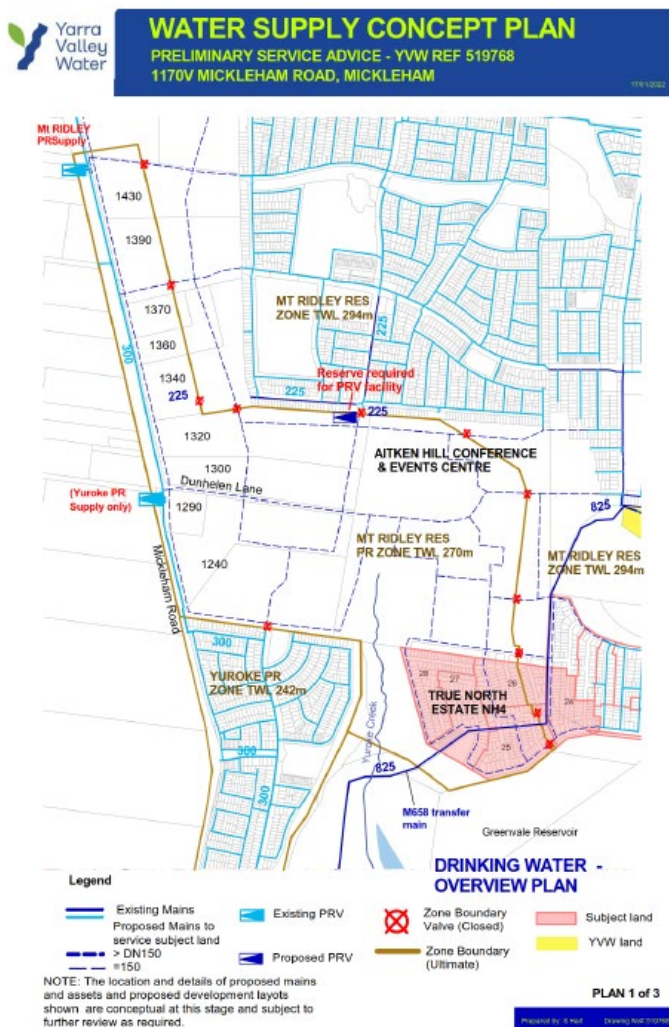 Yarra
Valley
Water
WATER SUPPLY CONCEPT PLAN
PRELIMINARY SERVICE ADVICE - YVW REF 519768
1170V MICKLEHAM ROAD, MICKLEHAM
Mt RIDLEY
PRSupply
1430
1390
1370
1360
1340
300
225
1320
1300
Dunhelen Lane
1290
1240
(Yuroke PR
Supply only)
Mickleham Road
MT RIDLEY RES
ZONE TWL 294m
225
225
Reserve required
for PRV facility
225
AITKEN HILL CONFERENCE
& EVENTS CENTRE
825
MT RIDLEY RES
PR ZONE TWL 270m
MT RIDLEY RES
ZONE TWL 294m
300
YUROKE PR
ZONE TWL 242m
300
300
Yuroke Creek
28
27
26
24
25
TRUE NORTH
ESTATE NH4
825
M658 transfer
main
Greenvale Reservoir
DRINKING WATER -
OVERVIEW PLAN
Legend
Existing Mains
Proposed Mains to
service subject land
> DN150
=150
Existing PRV
Proposed PRV
Zone Boundary
Valve (Closed)
Zone Boundary
(Ultimate)
Subject land
YVW land
NOTE: The location and details of proposed mains
and assets and proposed development layots
shown are conceptual at this stage and subject to
further review as required.
PLAN 1 of 3
Prepared by: S Hart